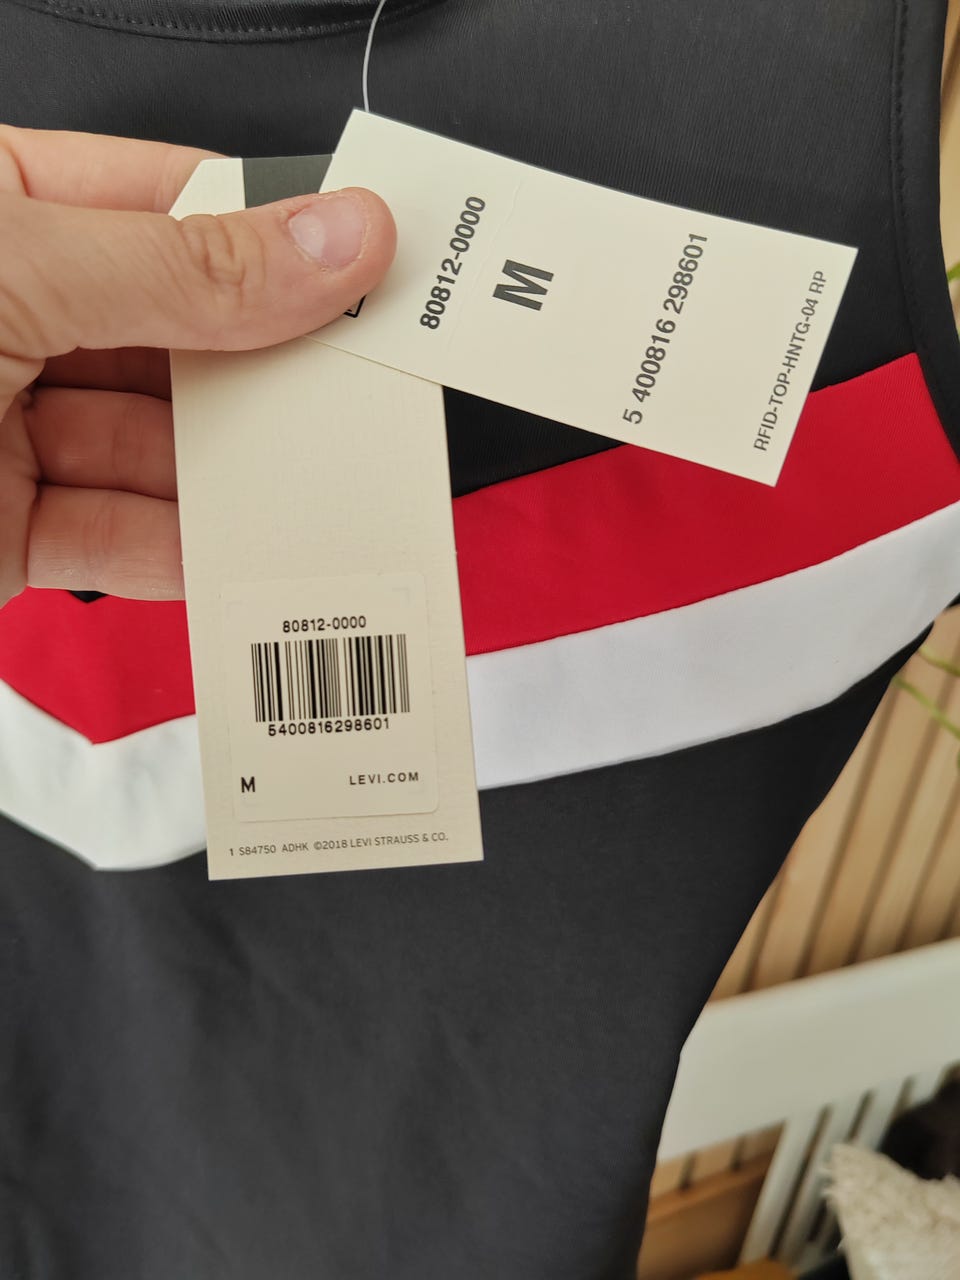 80812-0000
M
5 400816 298601
RFID-TOP-HNTG-04 RP
80812-0000
5400816298601
M LEVI.COM
1 S84750 ADHK ©2018 LEVI STRAUSS & CO.